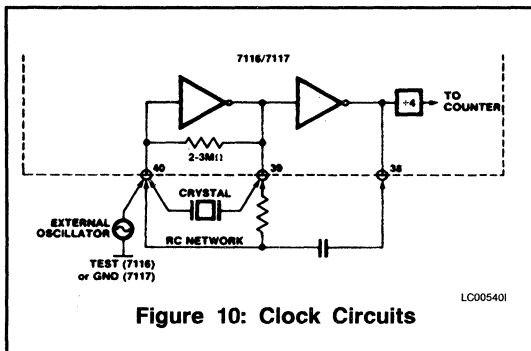 7116/7117
÷4
TO
COUNTER
2-3MΩ
40
39
38
CRYSTAL
EXTERNAL
OSCILLATOR
RC NETWORK
TEST (7116)
or GND (7117)
LC00540I
Figure 10: Clock Circuits